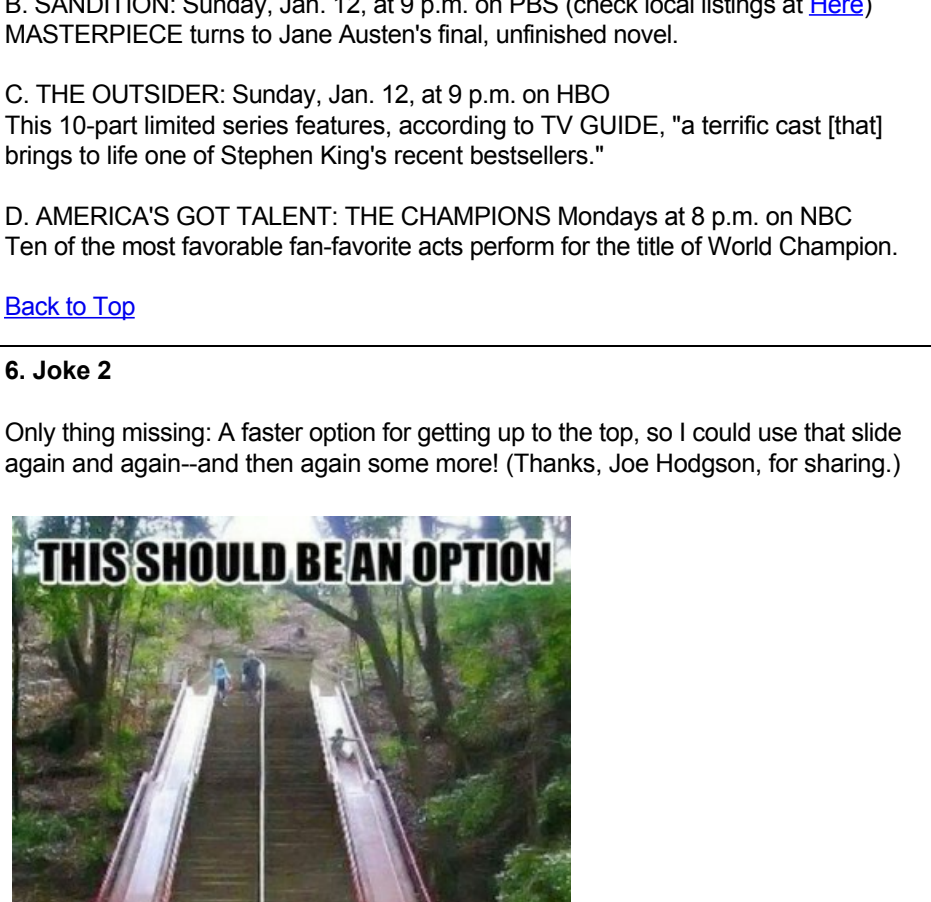 B. SANDITION: Sunday, Jan. 12, at 9 p.m. on PBS (check local listings at Here)
MASTERPIECE turns to Jane Austen's final, unfinished novel.
C. THE OUTSIDER: Sunday, Jan. 12, at 9 p.m. on HBO
This 10-part limited series features, according to TV GUIDE, "a terrific cast [that]
brings to life one of Stephen King's recent bestsellers."
D. AMERICA'S GOT TALENT: THE CHAMPIONS Mondays at 8 p.m. on NBC
Ten of the most favorable fan-favorite acts perform for the title of World Champion.
Back to Top
6. Joke 2
Only thing missing: A faster option for getting up to the top, so I could use that slide
again and again--and then again some more! (Thanks, Joe Hodgson, for sharing.)
THIS SHOULD BE AN OPTION